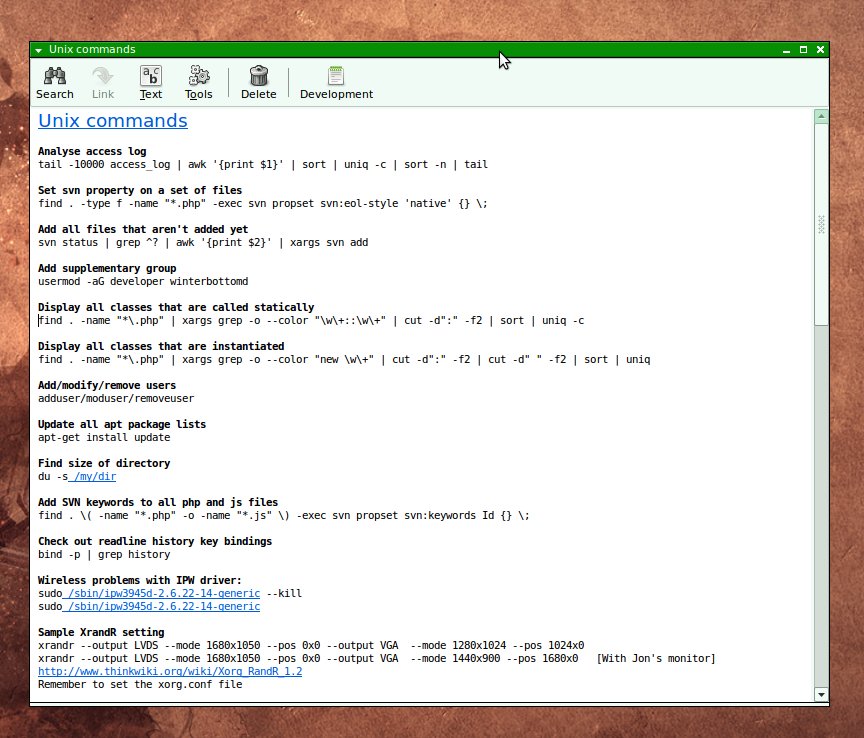 Unix commands
Search Link Text Tools Delete Development
Unix commands
Analyse access log
tail -10000 access_log | awk '{print $1}' | sort | uniq -c | sort -n | tail
Set svn property on a set of files
find . -type f -name "*.php" -exec svn propset svn:eol-style 'native' {} \;
Add all files that aren't added yet
svn status | grep ^? | awk '{print $2}' | xargs svn add
Add supplementary group
usermod -aG developer winterbottomd
Display all classes that are called statically
find . -name "*\.php" | xargs grep -o --color "\w\+::\w\+" | cut -d":" -f2 | sort | uniq -c
Display all classes that are instantiated
find . -name "*\.php" | xargs grep -o --color "new \w\+" | cut -d":" -f2 | cut -d" " -f2 | sort | uniq
Add/modify/remove users
adduser/moduser/removeuser
Update all apt package lists
apt-get install update
Find size of directory
du -s /my/dir
Add SVN keywords to all php and js files
find . \( -name "*.php" -o -name "*.js" \) -exec svn propset svn:keywords Id {} \;
Check out readline history key bindings
bind -p | grep history
Wireless problems with IPW driver:
sudo /sbin/ipw3945d-2.6.22-14-generic --kill
sudo /sbin/ipw3945d-2.6.22-14-generic
Sample XrandR setting
xrandr --output LVDS --mode 1680x1050 --pos 0x0 --output VGA  --mode 1280x1024 --pos 1024x0
xrandr --output LVDS --mode 1680x1050 --pos 0x0 --output VGA  --mode 1440x900 --pos 1680x0   [With Jon's monitor]
http://www.thinkwiki.org/wiki/Xorg_RandR_1.2
Remember to set the xorg.conf file